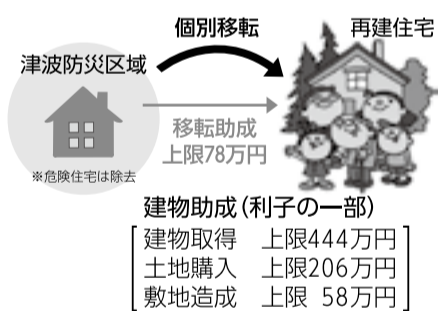 個別移転
再建住宅
津波防災区域
移転助成
上限78万円
※危険住宅は除去
建物助成(利子の一部)
建物取得 上限444万円
土地購入 上限206万円
敷地造成 上限 58万円